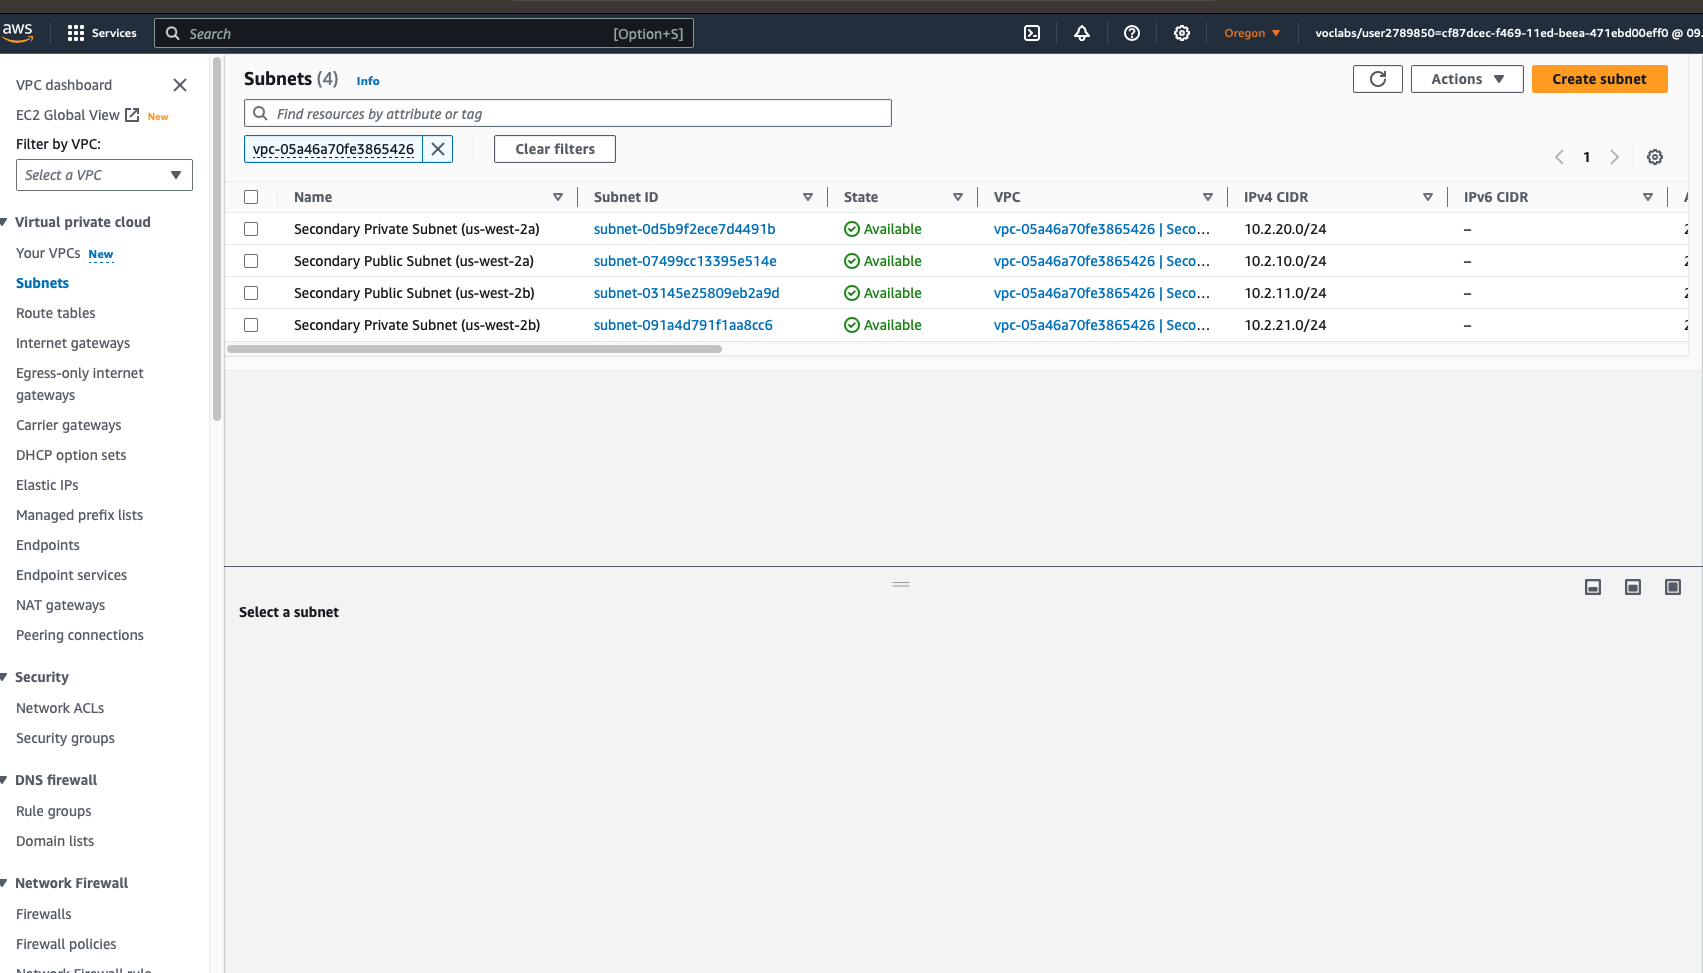 aws
Services
Search
[Option+S]
Oregon
voclabs/user2789850=cf87dcec-f469-11ed-beea-471ebd00eff0 @ 09
VPC dashboard
EC2 Global View New
Filter by VPC:
Select a VPC
Virtual private cloud
Your VPCs New
Subnets
Route tables
Internet gateways
Egress-only internet
gateways
Carrier gateways
DHCP option sets
Elastic IPs
Managed prefix lists
Endpoints
Endpoint services
NAT gateways
Peering connections
Security
Network ACLs
Security groups
DNS firewall
Rule groups
Domain lists
Network Firewall
Firewalls
Firewall policies
Network Firewall rule
Subnets (4) Info
Actions
Create subnet
Find resources by attribute or tag
vpc-05a46a70fe3865426
Clear filters
1
Name Subnet ID State VPC IPv4 CIDR IPv6 CIDR
Secondary Private Subnet (us-west-2a) subnet-0d5b9f2ece7d4491b Available vpc-05a46a70fe3865426 | Seco... 10.2.20.0/24 –
Secondary Public Subnet (us-west-2a) subnet-07499cc13395e514e Available vpc-05a46a70fe3865426 | Seco... 10.2.10.0/24 –
Secondary Public Subnet (us-west-2b) subnet-03145e25809eb2a9d Available vpc-05a46a70fe3865426 | Seco... 10.2.11.0/24 –
Secondary Private Subnet (us-west-2b) subnet-091a4d791f1aa8cc6 Available vpc-05a46a70fe3865426 | Seco... 10.2.21.0/24 –
Select a subnet